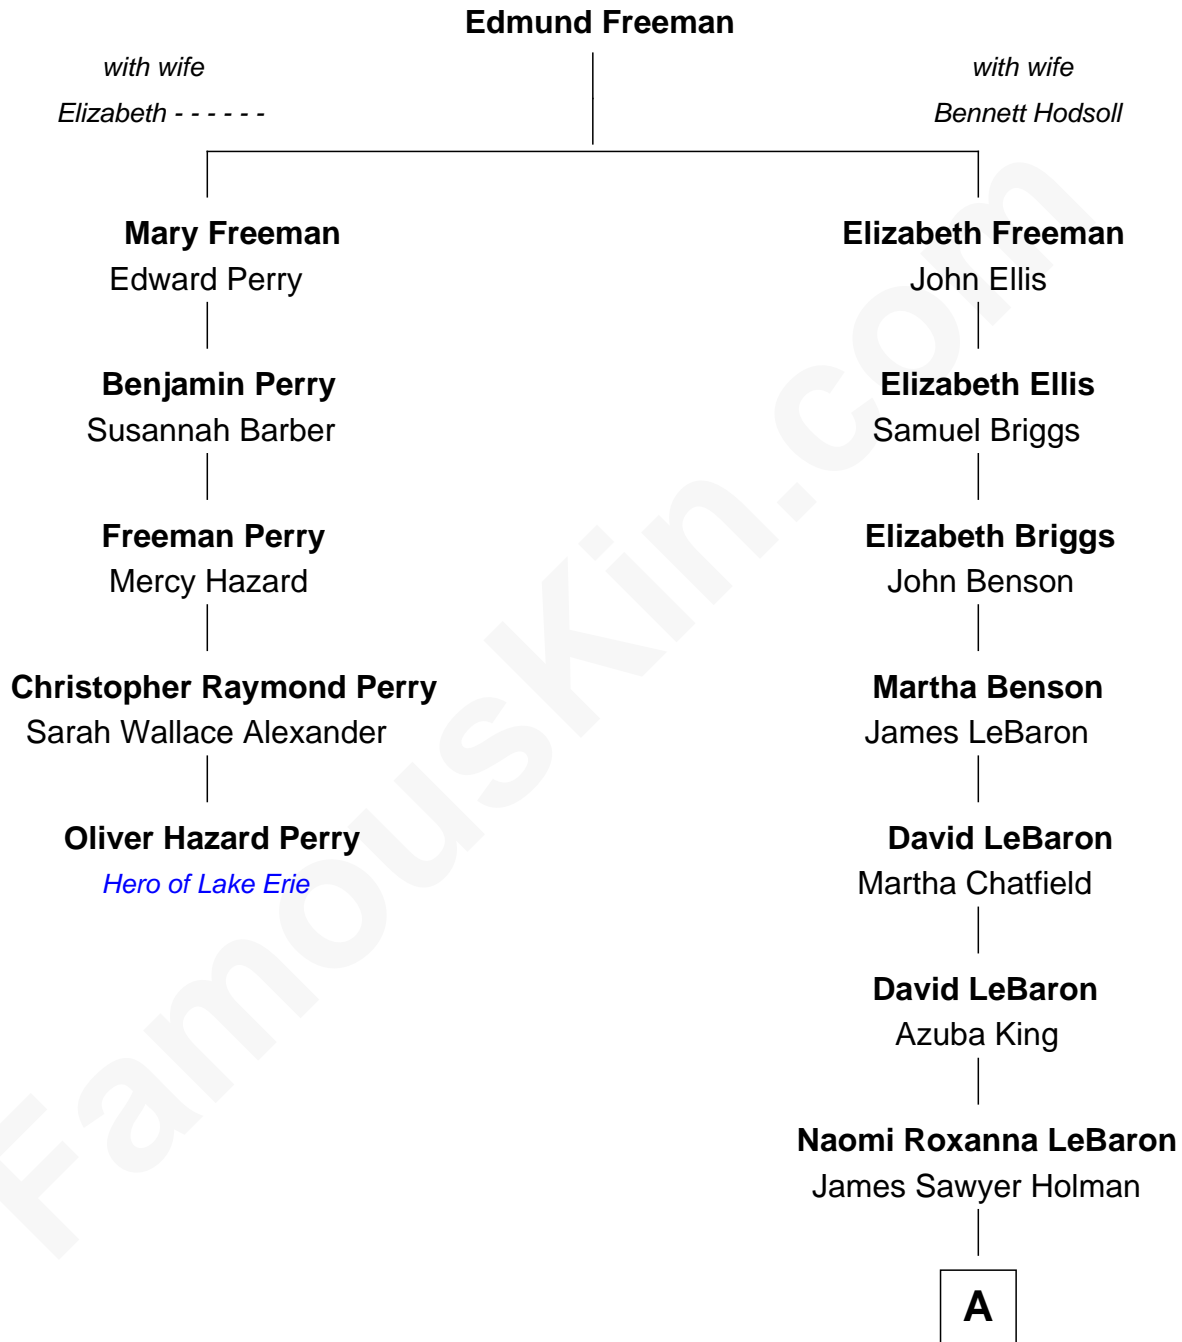 Edmund Freeman
with wife
Elizabeth - - - - - -
with wife
Bennett Hodsoll
Mary Freeman
Edward Perry
Benjamin Perry
Susannah Barber
Freeman Perry
Mercy Hazard
Christopher Raymond Perry
Sarah Wallace Alexander
Oliver Hazard Perry
Hero of Lake Erie
Elizabeth Freeman
John Ellis
Elizabeth Ellis
Samuel Briggs
Elizabeth Briggs
John Benson
Martha Benson
James LeBaron
David LeBaron
Martha Chatfield
David LeBaron
Azuba King
Naomi Roxanna LeBaron
James Sawyer Holman
A
FamousKin.com